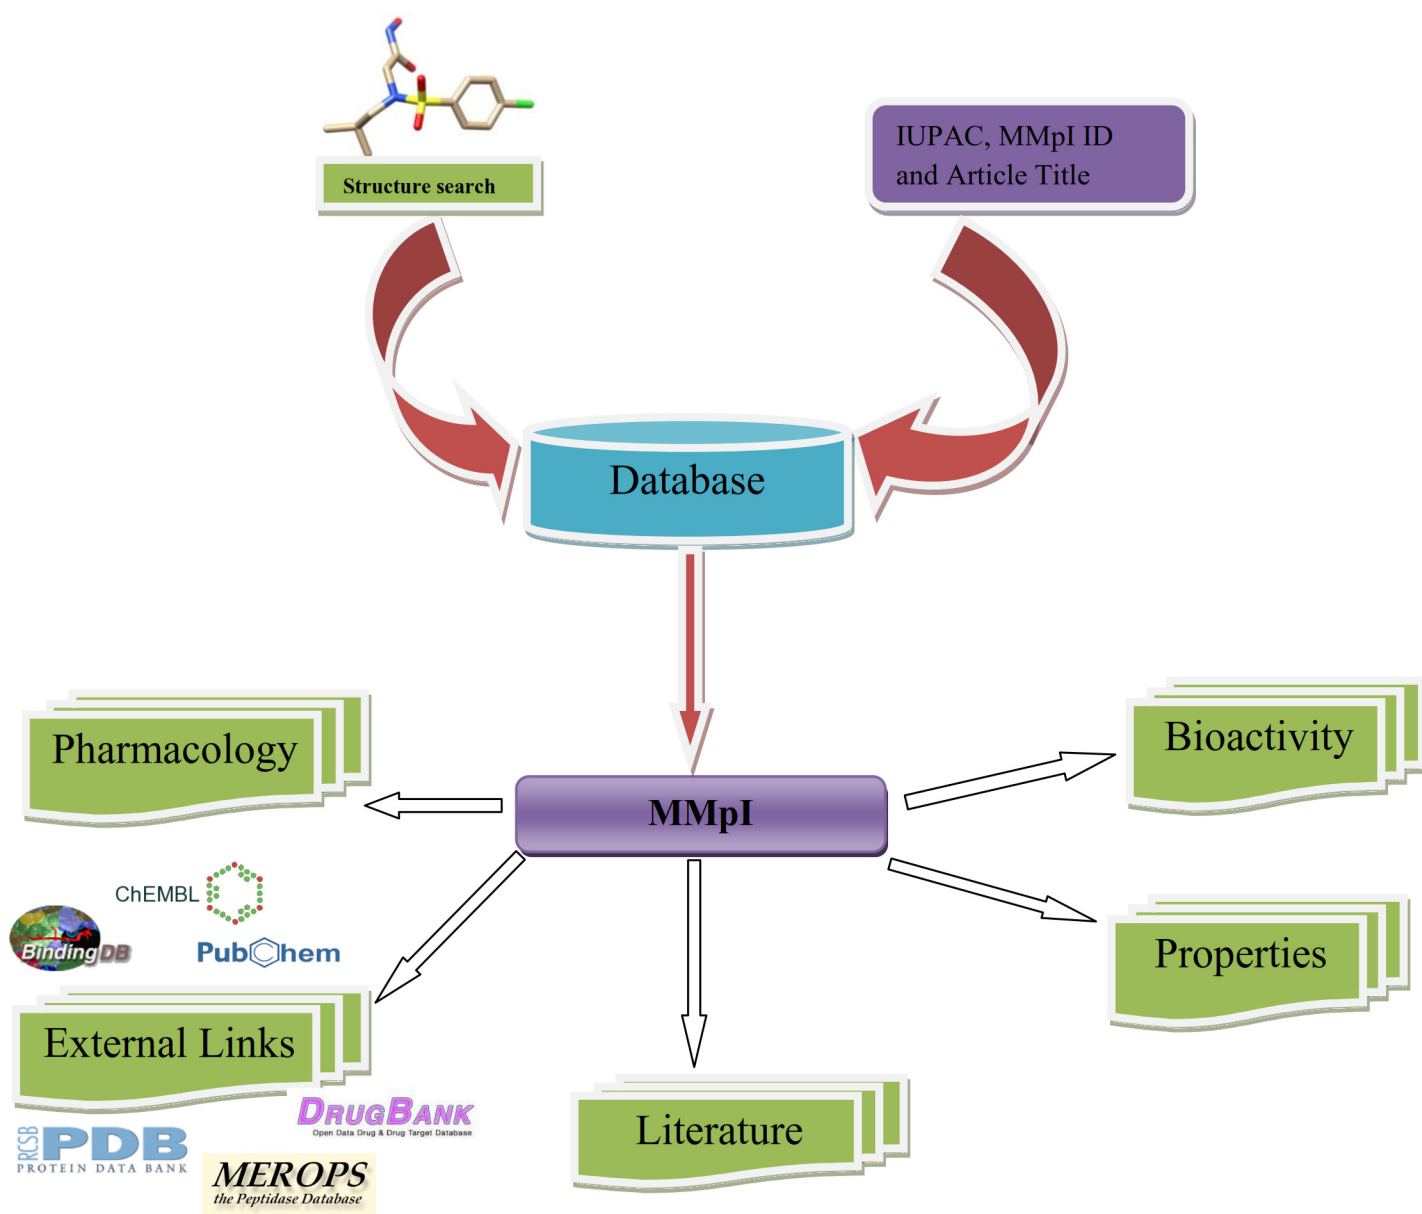 Structure search
IUPAC, MMpI ID
and Article Title
Database
Pharmacology
Bioactivity
MMpI
ChEMBL
BindingDB
PubChem
Properties
External Links
DRUGBANK
Open Data Drug & Drug Target Database
Literature
RCSB
PDB
PROTEIN DATA BANK
MEROPS
the Peptidase Database